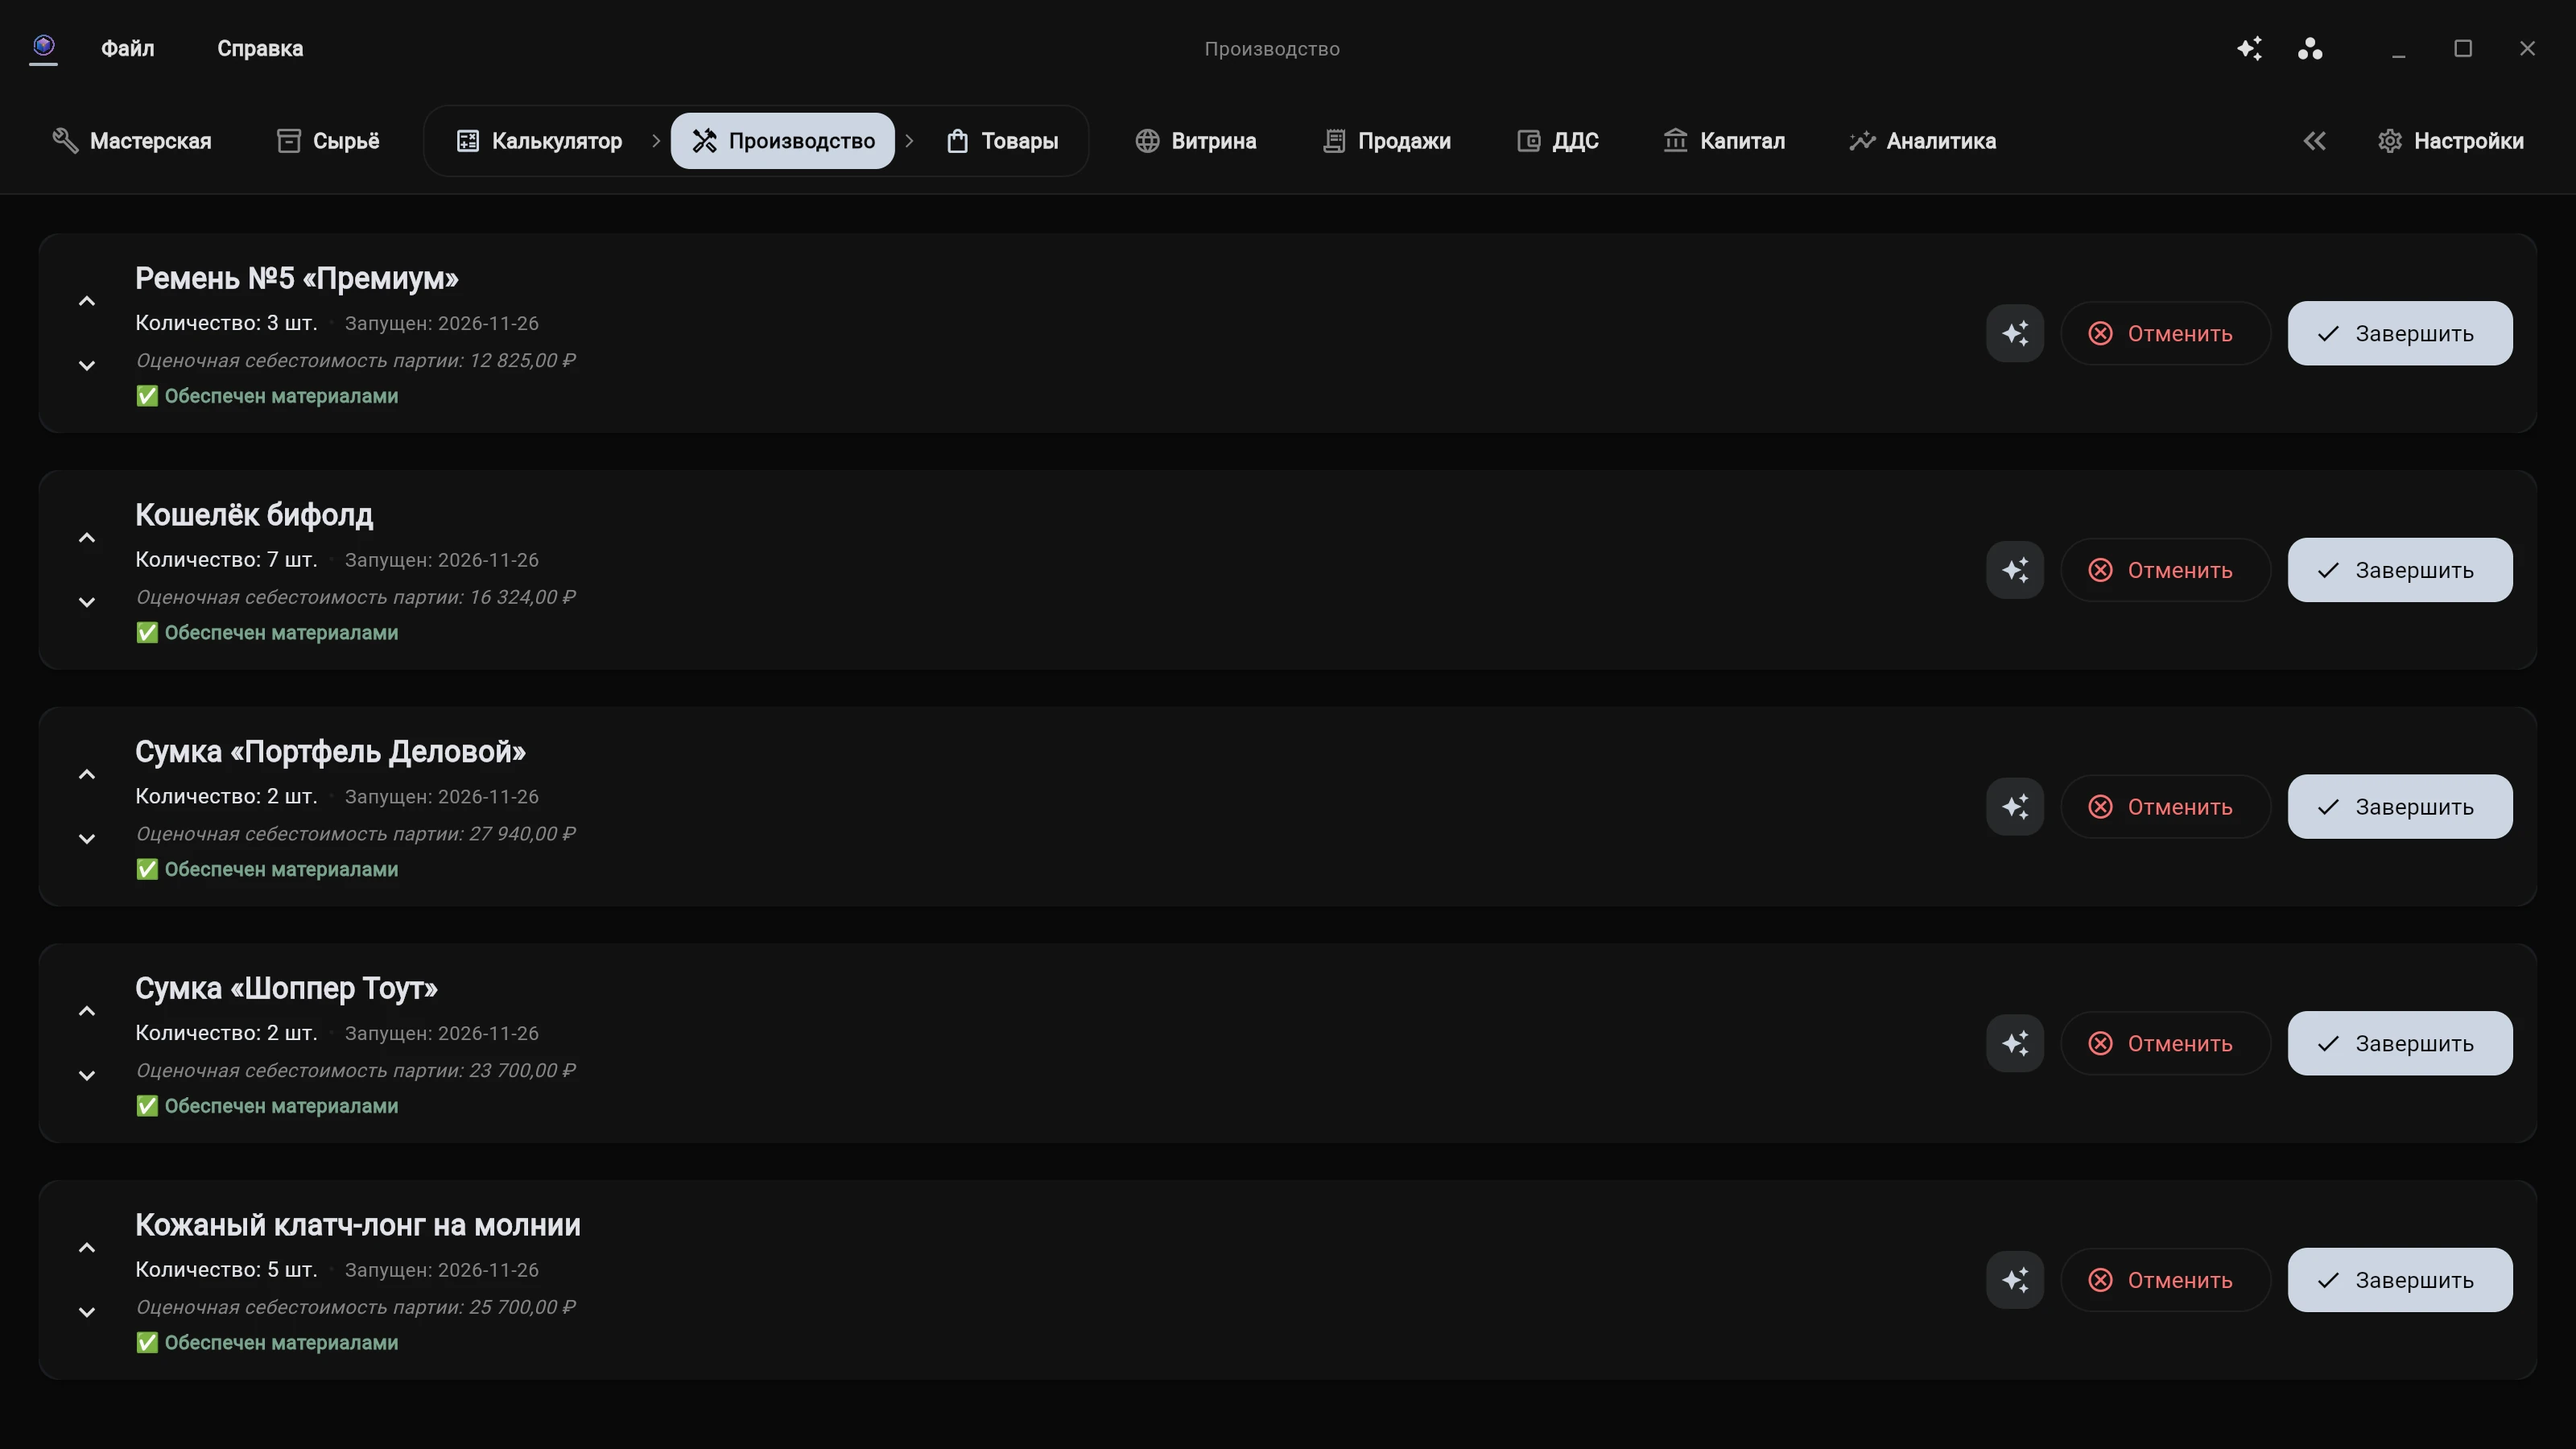 Файл Справка Производство
Мастерская Сырьё Калькулятор Производство Товары Витрина Продажи ДДС Капитал Аналитика Настройки
Ремень №5 «Премиум»
Количество: 3 шт. · Запущен: 2026-11-26
Оценочная себестоимость партии: 12 825,00 ₽
✅ Обеспечен материалами
Отменить Завершить
Кошелёк бифолд
Количество: 7 шт. · Запущен: 2026-11-26
Оценочная себестоимость партии: 16 324,00 ₽
✅ Обеспечен материалами
Отменить Завершить
Сумка «Портфель Деловой»
Количество: 2 шт. · Запущен: 2026-11-26
Оценочная себестоимость партии: 27 940,00 ₽
✅ Обеспечен материалами
Отменить Завершить
Сумка «Шоппер Тоут»
Количество: 2 шт. · Запущен: 2026-11-26
Оценочная себестоимость партии: 23 700,00 ₽
✅ Обеспечен материалами
Отменить Завершить
Кожаный клатч-лонг на молнии
Количество: 5 шт. · Запущен: 2026-11-26
Оценочная себестоимость партии: 25 700,00 ₽
✅ Обеспечен материалами
Отменить Завершить